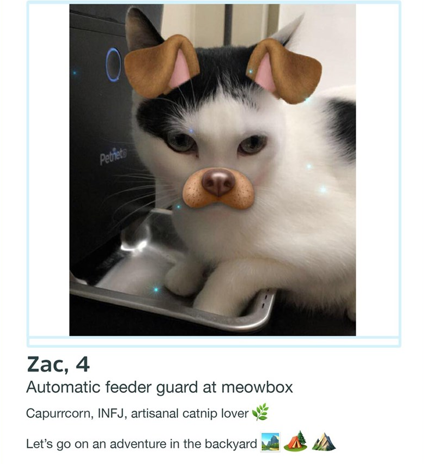 Petneta
Zac, 4
Automatic feeder guard at meowbox
Capurrcorn, INFJ, artisanal catnip lover 🌿
Let's go on an adventure in the backyard 🏞️ 🏕️ ⛰️